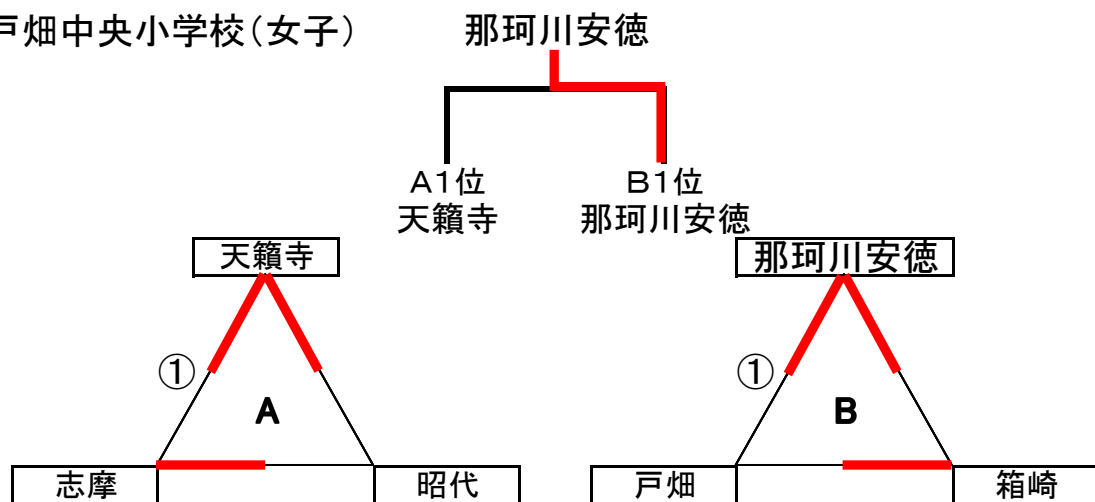 戸畑中央小学校(女子)
那珂川安徳
A1位
天籟寺
B1位
那珂川安徳
天籟寺
那珂川安徳
①
A
①
B
志摩
昭代
戸畑
箱崎